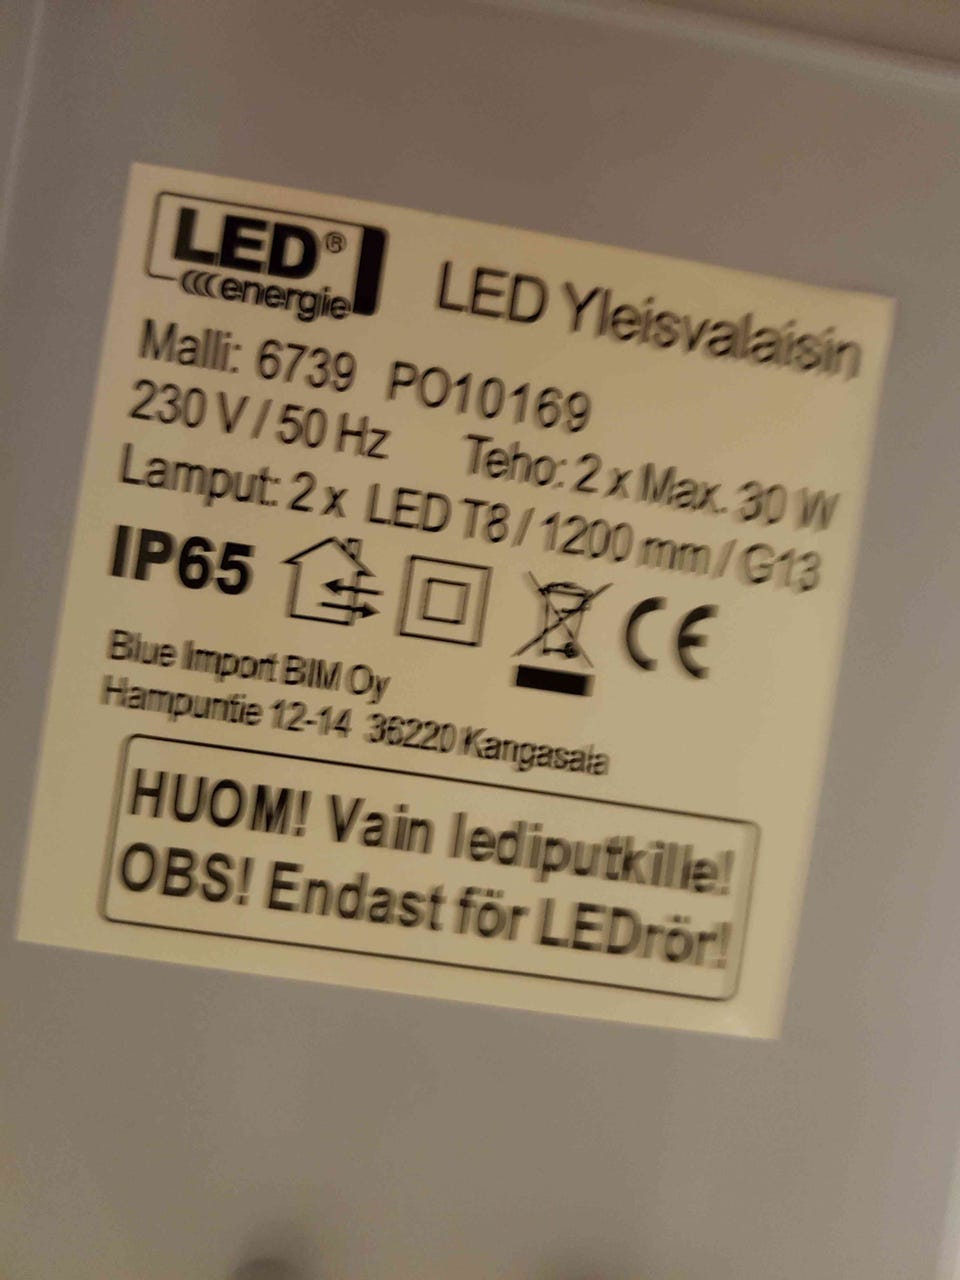 LED®
energie
LED Yleisvalaisin
Malli: 6739 PO10169
230 V / 50 Hz Teho: 2 x Max. 30 W
Lamput: 2 x LED T8 / 1200 mm / G13
IP65 CE
Blue Import BIM Oy
Hampuntie 12-14 36220 Kangasala
HUOM! Vain lediputkille!
OBS! Endast för LEDrör!